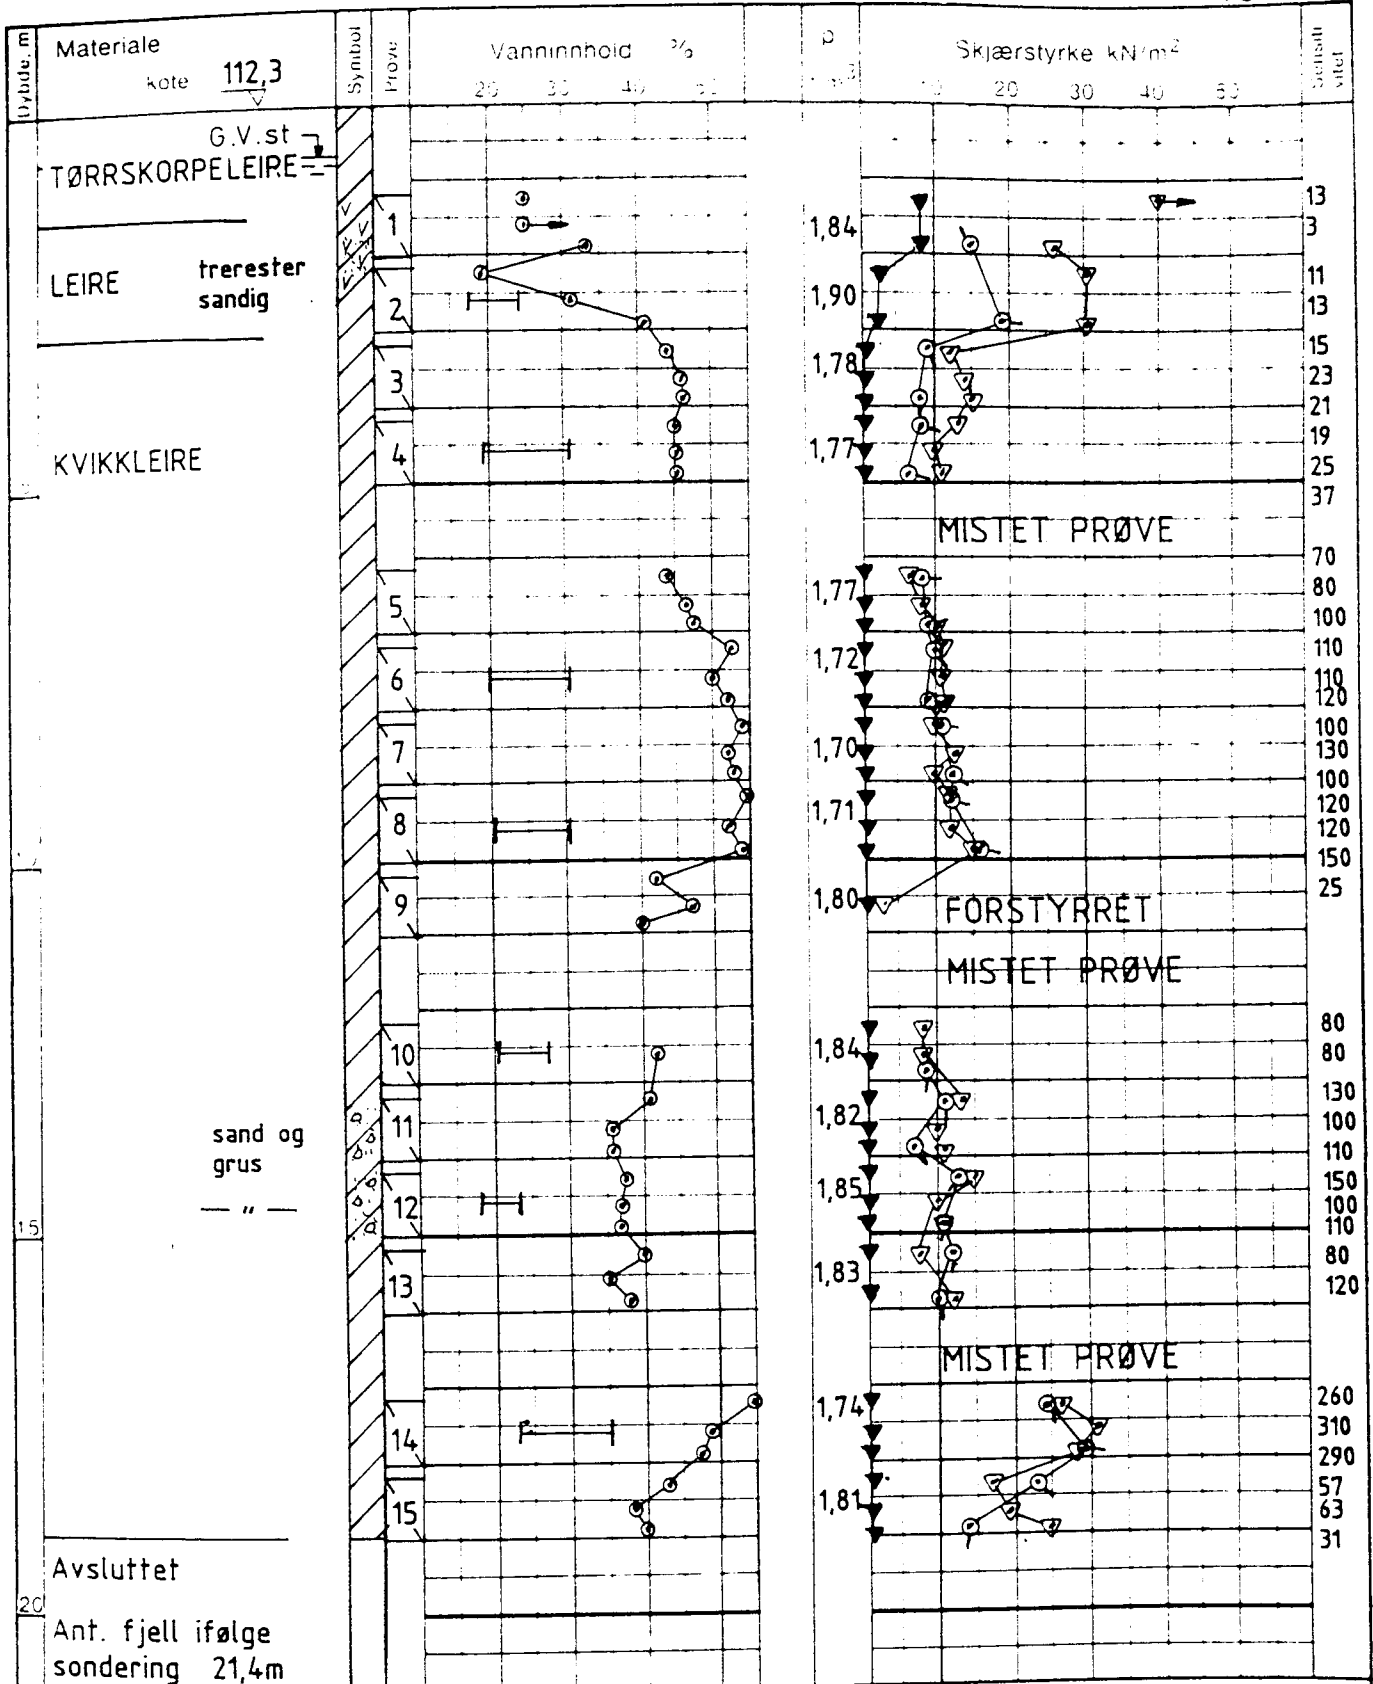 Dybde, m Materiale Symbol Prøve Vanninnhold % ρ Skjærstyrke kN/m²
kote 112,3
20 30 40 50 10 20 30 40 50
G.V.st
TØRRSKORPELEIRE
13
1 1,84 3
LEIRE trerester
sandig
11
2 1,90 13
15
3 1,78 23
21
19
KVIKKLEIRE 4 1,77 25
37
MISTET PRØVE
70
5 1,77 80
100
110
6 1,72 110
120
100
7 1,70 130
100
120
8 1,71 120
150
25
9 1,80 FORSTYRRET
MISTET PRØVE
80
10 1,84 80
130
sand og
grus
11 1,82 100
110
150
— " — 12 1,85 100
15 110
80
13 1,83 120
MISTET PRØVE
1,74 260
14 310
290
57
15 1,81 63
31
Avsluttet
20
Ant. fjell ifølge
sondering 21,4m